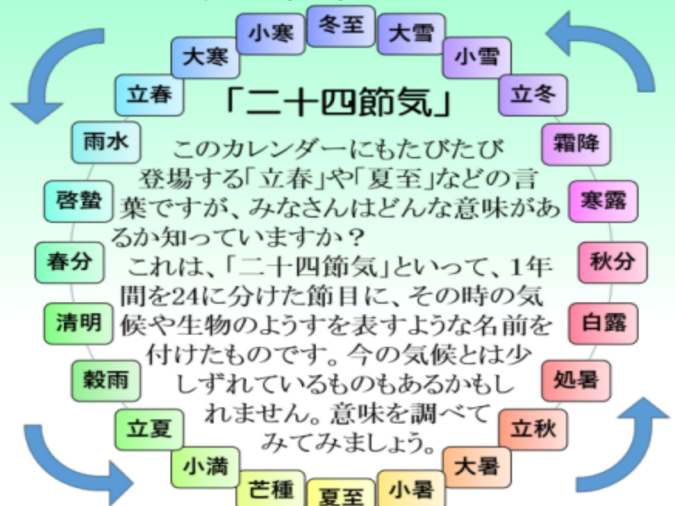 冬至
小寒
大雪
大寒
小雪
立春
「二十四節気」
立冬
雨水
このカレンダーにもたびたび
霜降
登場する「立春」や「夏至」などの言
啓蟄
葉ですが、みなさんはどんな意味があ
寒露
るか知っていますか？
春分
これは、「二十四節気」といって、1年
秋分
間を24に分けた節目に、その時の気
清明
候や生物のようすを表すような名前を
白露
付けたものです。今の気候とは少
穀雨
しずれているものもあるかもし
処暑
れません。意味を調べて
立夏
みてみましょう。
立秋
小満
大暑
芒種
夏至
小暑